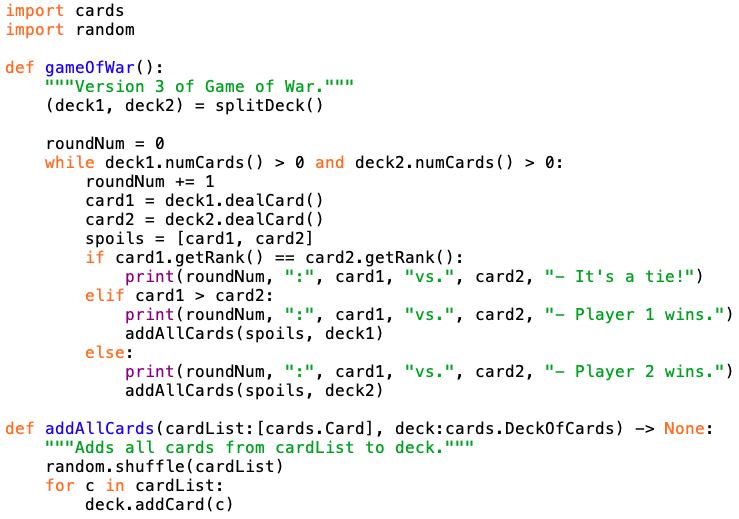 import cards
import random

def gameOfWar():
    """Version 3 of Game of War."""
    (deck1, deck2) = splitDeck()

    roundNum = 0
    while deck1.numCards() > 0 and deck2.numCards() > 0:
        roundNum += 1
        card1 = deck1.dealCard()
        card2 = deck2.dealCard()
        spoils = [card1, card2]
        if card1.getRank() == card2.getRank():
            print(roundNum, ":", card1, "vs.", card2, "- It's a tie!")
        elif card1 > card2:
            print(roundNum, ":", card1, "vs.", card2, "- Player 1 wins.")
            addAllCards(spoils, deck1)
        else:
            print(roundNum, ":", card1, "vs.", card2, "- Player 2 wins.")
            addAllCards(spoils, deck2)

def addAllCards(cardList:[cards.Card], deck:cards.DeckOfCards) -> None:
    """Adds all cards from cardList to deck."""
    random.shuffle(cardList)
    for c in cardList:
        deck.addCard(c)